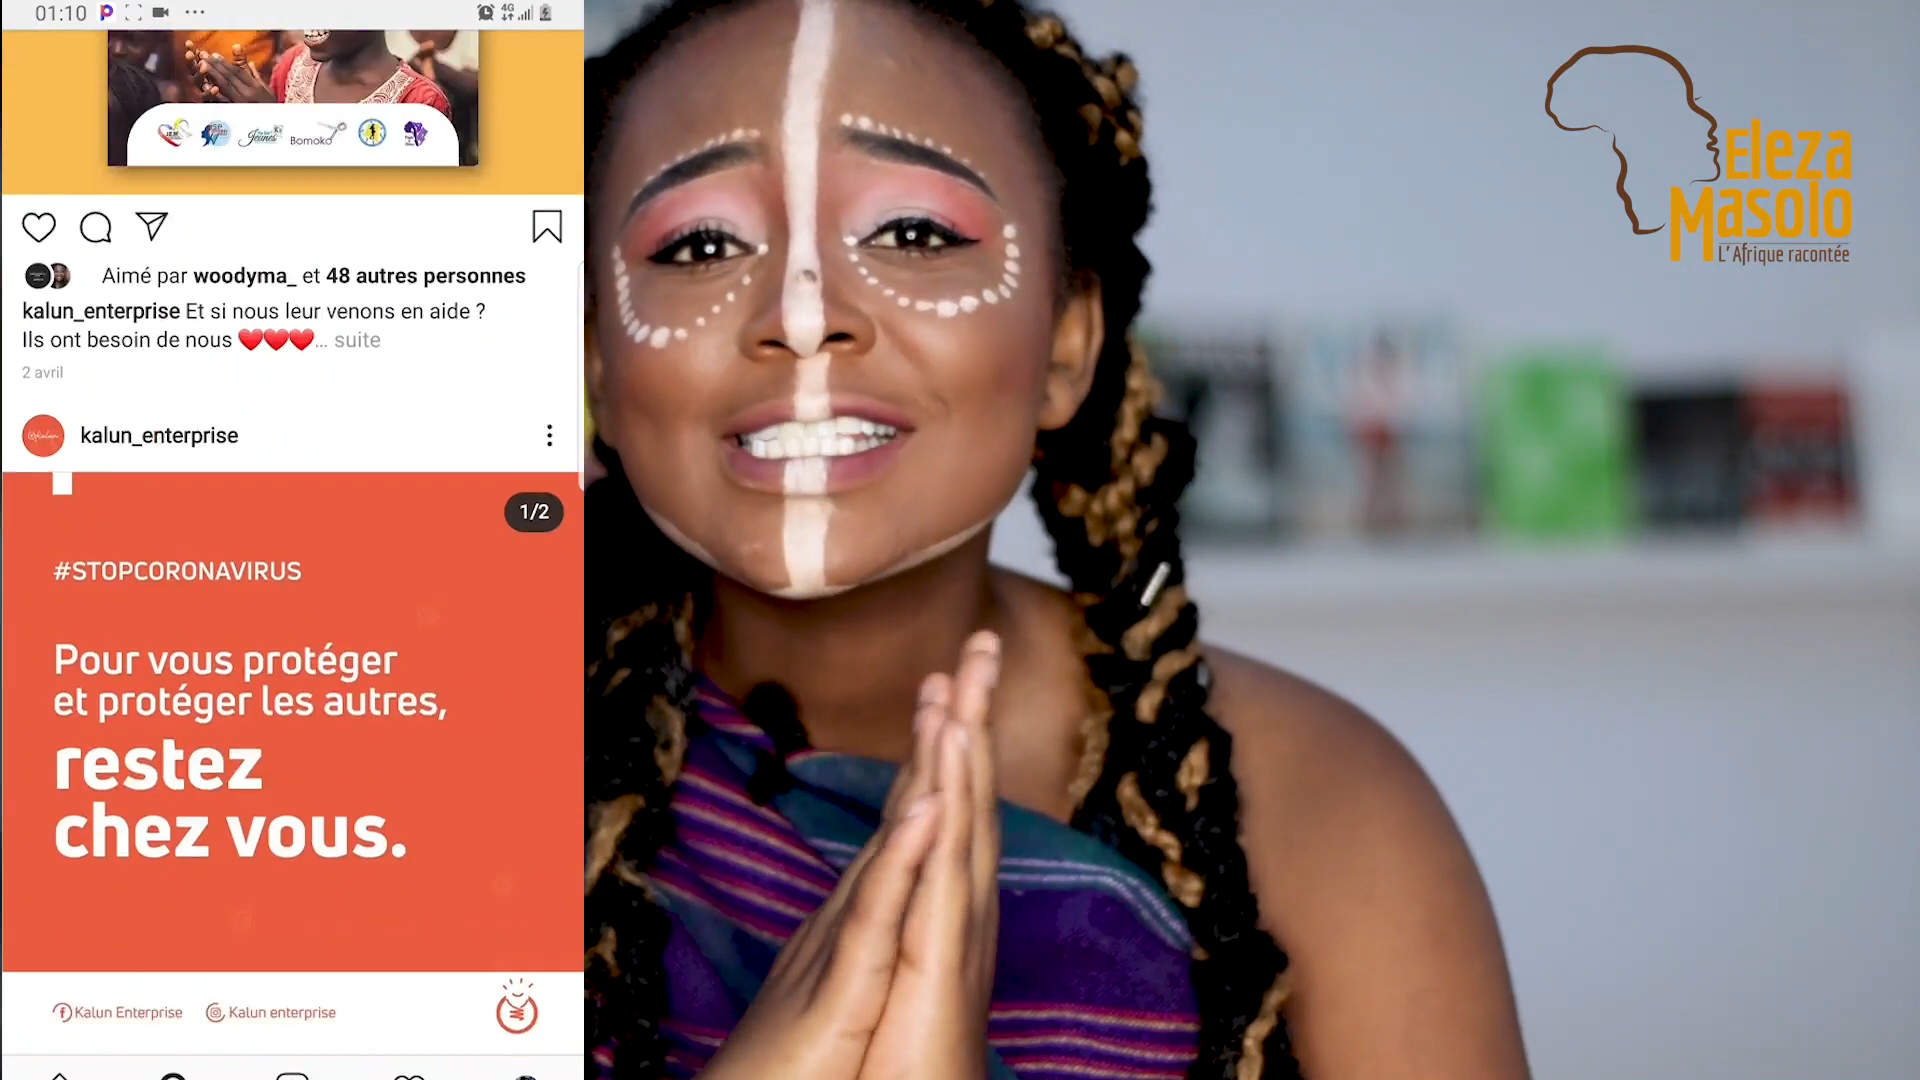 01:10
4G
Jeunes
Bomoko
Aimé par woodyma_ et 48 autres personnes
kalun_enterprise Et si nous leur venons en aide ?
Ils ont besoin de nous ❤️❤️❤️... suite
2 avril
kalun_enterprise
1/2
#STOPCORONAVIRUS
Pour vous protéger
et protéger les autres,
restez
chez vous.
Kalun Enterprise
Kalun enterprise
Eleza
Masolo
L'Afrique racontée